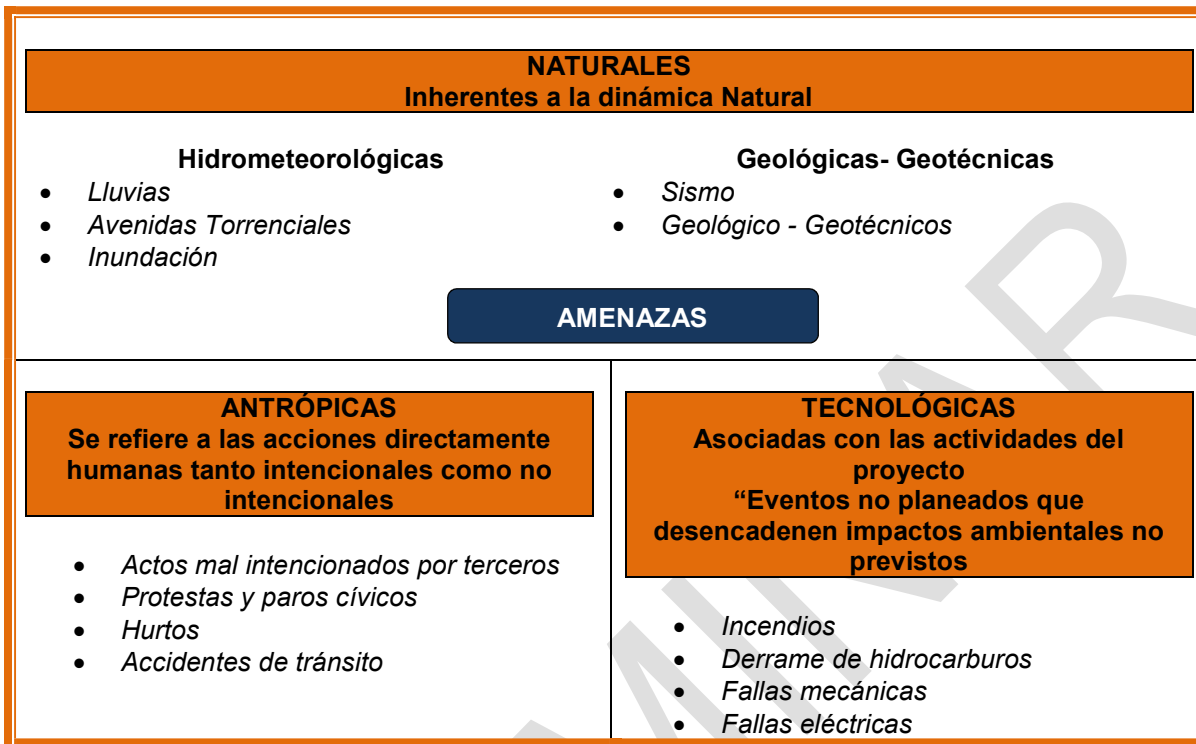 NATURALES
Inherentes a la dinámica Natural
Hidrometeorológicas
• Lluvias
• Avenidas Torrenciales
• Inundación
Geológicas- Geotécnicas
• Sismo
• Geológico - Geotécnicos
AMENAZAS
ANTRÓPICAS
Se refiere a las acciones directamente
humanas tanto intencionales como no
intencionales
• Actos mal intencionados por terceros
• Protestas y paros cívicos
• Hurtos
• Accidentes de tránsito
TECNOLÓGICAS
Asociadas con las actividades del
proyecto
“Eventos no planeados que
desencadenen impactos ambientales no
previstos
• Incendios
• Derrame de hidrocarburos
• Fallas mecánicas
• Fallas eléctricas